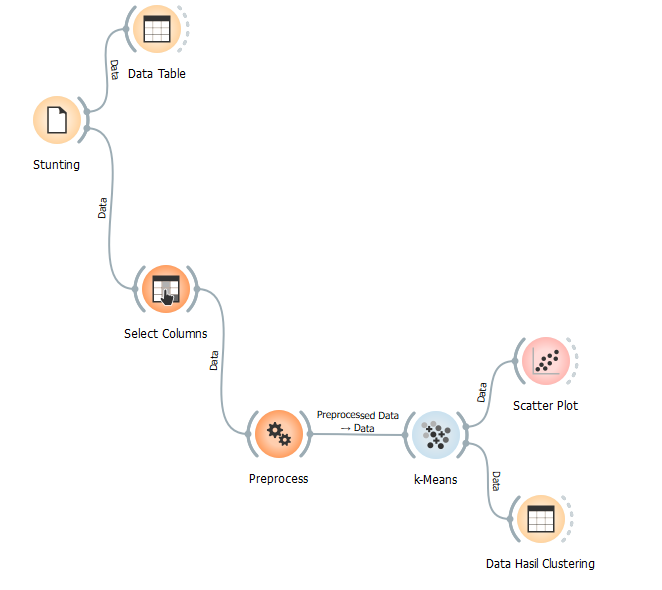 Data
Data Table
Stunting
Data
Select Columns
Data
Preprocessed Data
→ Data
Preprocess
k-Means
Data
Scatter Plot
Data
Data Hasil Clustering